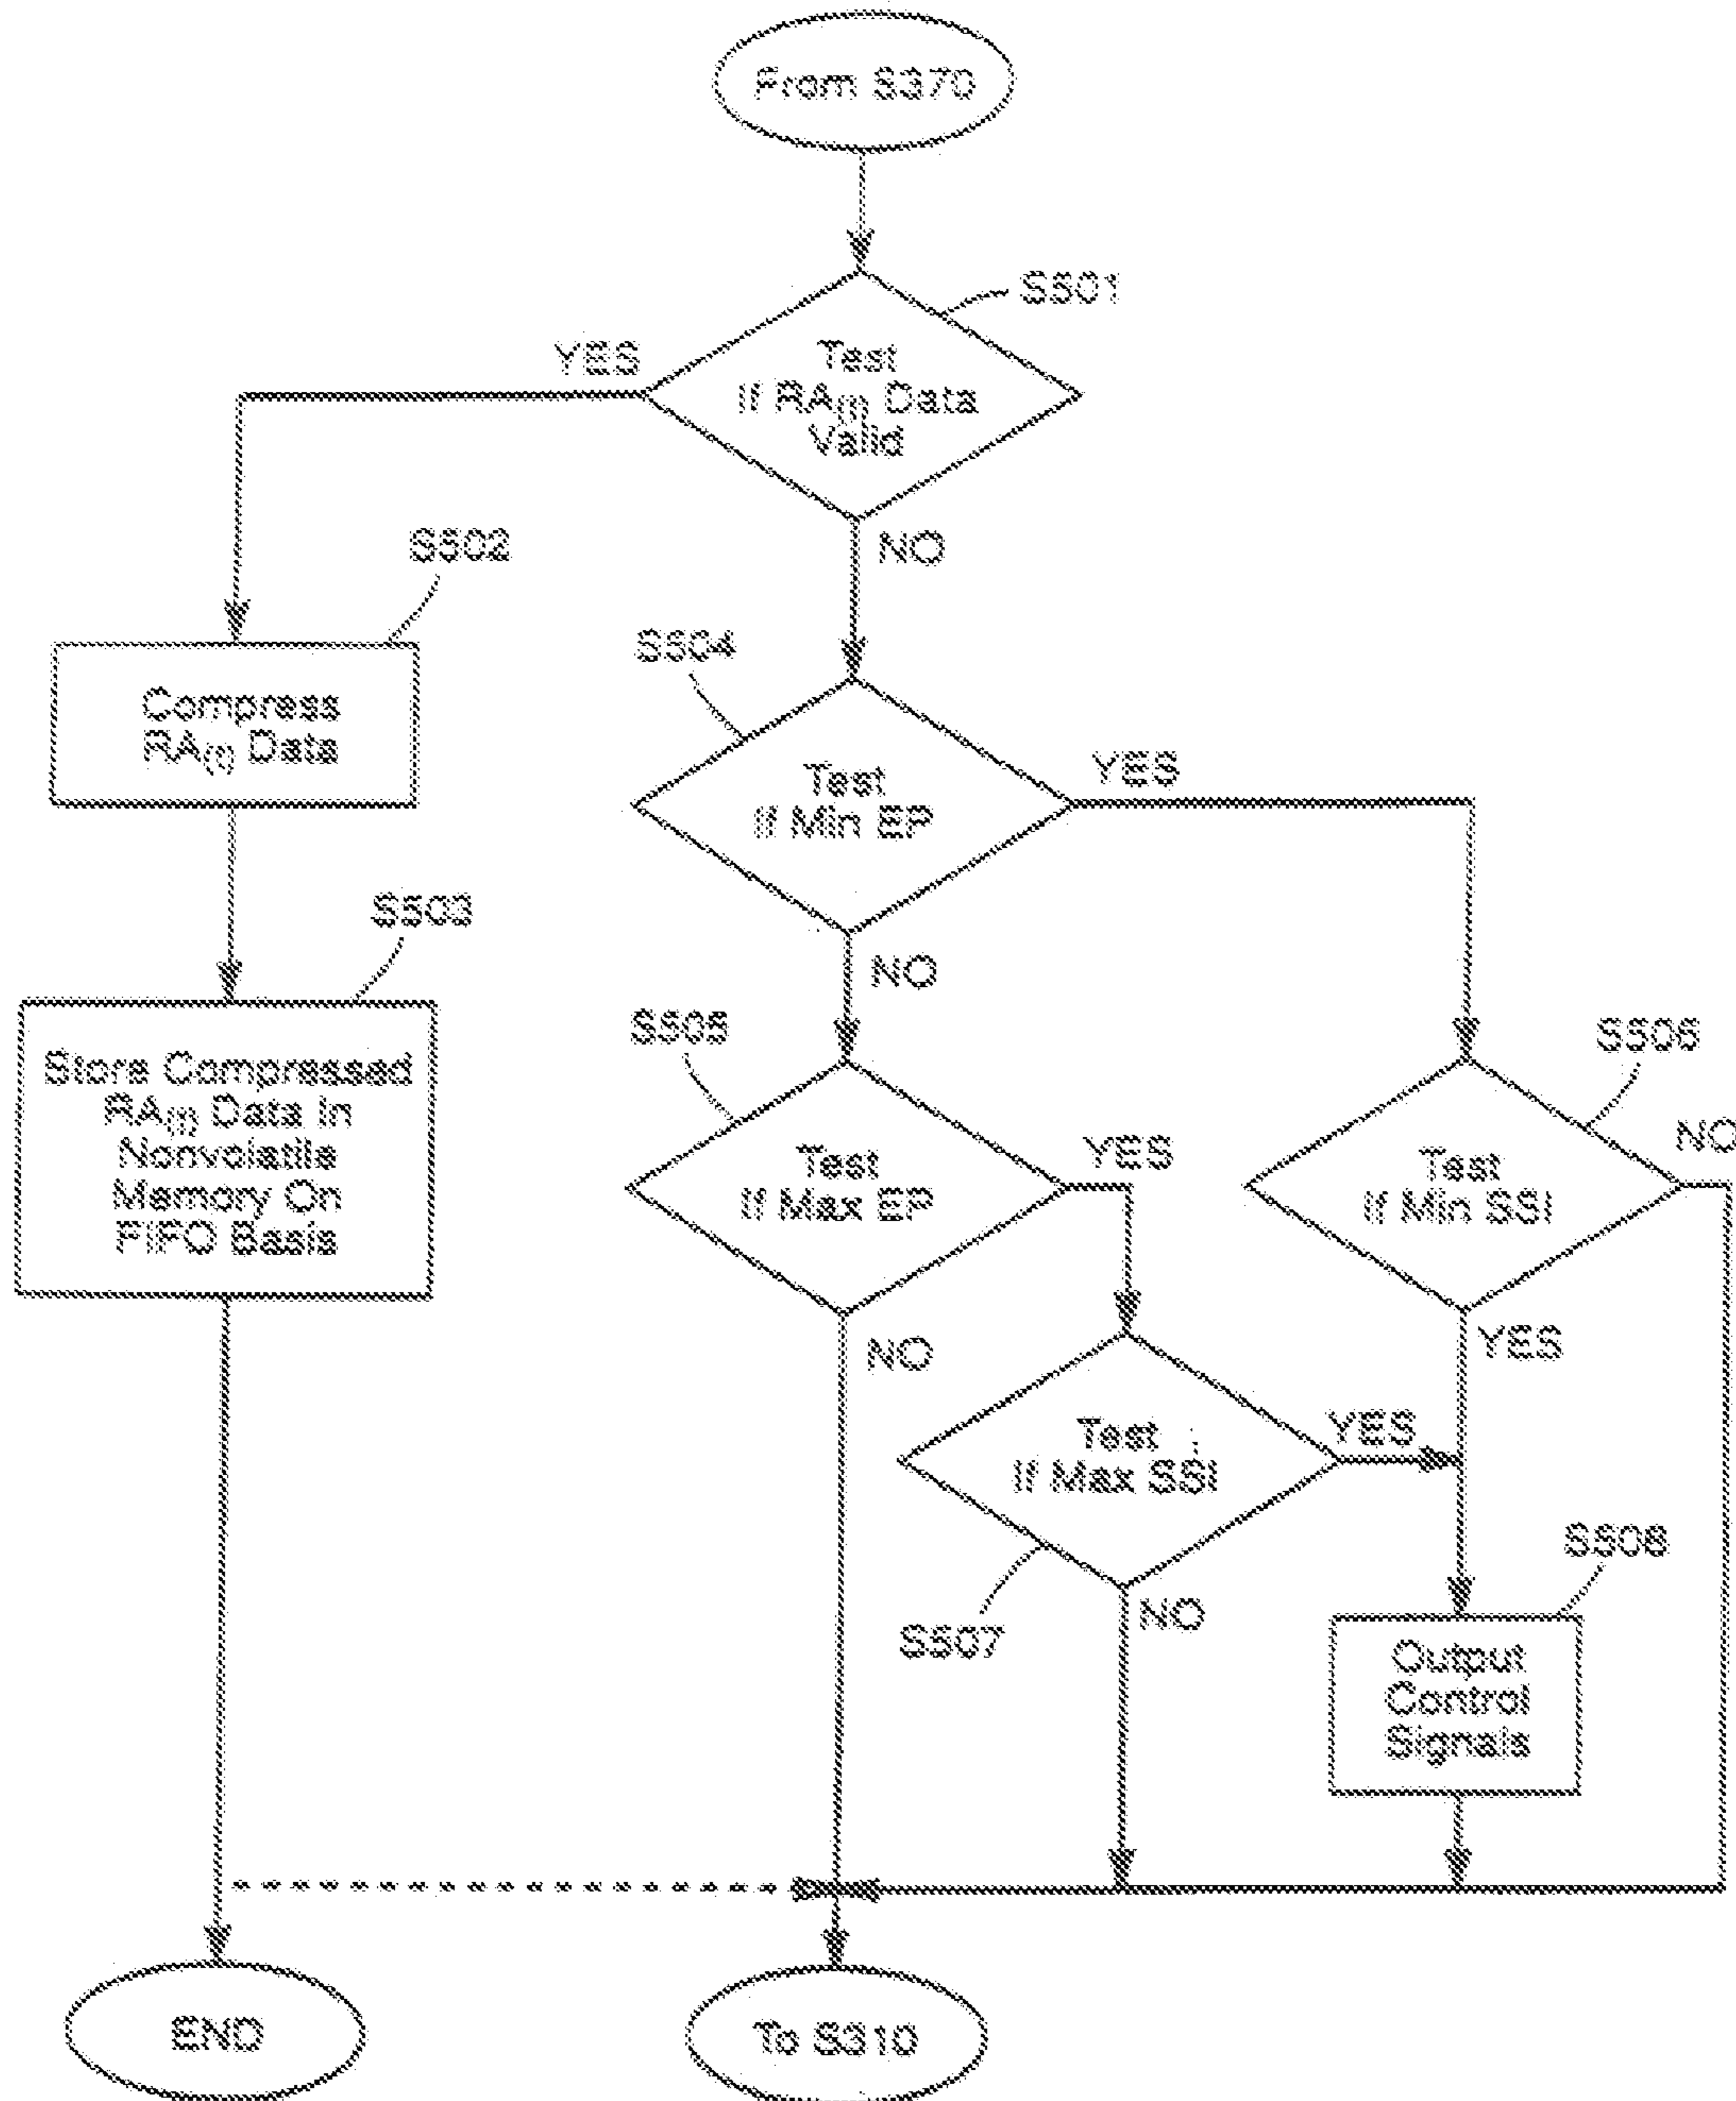 From S370
S501
YES
Test
If RA(t) Data
Valid
NO
S502
Compress
RA(t) Data
S504
Test
If Min EP
YES
NO
S503
Store Compressed
RA(t) Data In
Nonvolatile
Memory On
FIFO Basis
S505
Test
If Max EP
YES
NO
S506
Test
If Min SSI
NO
YES
Test
If Max SSI
YES
S507
NO
S508
Output
Control
Signals
END
To S310